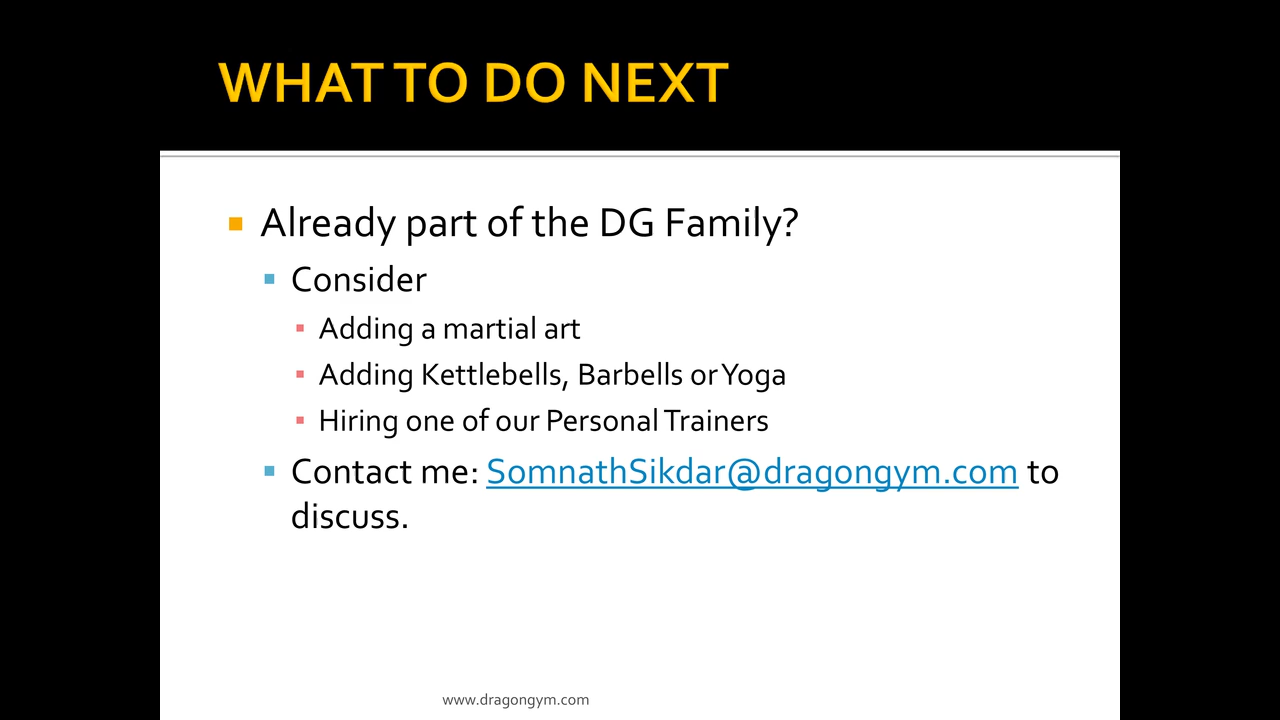 WHAT TO DO NEXT
Already part of the DG Family?
Consider
Adding a martial art
Adding Kettlebells, Barbells or Yoga
Hiring one of our Personal Trainers
Contact me: SomnathSikdar@dragongym.com to
discuss.
www.dragongym.com